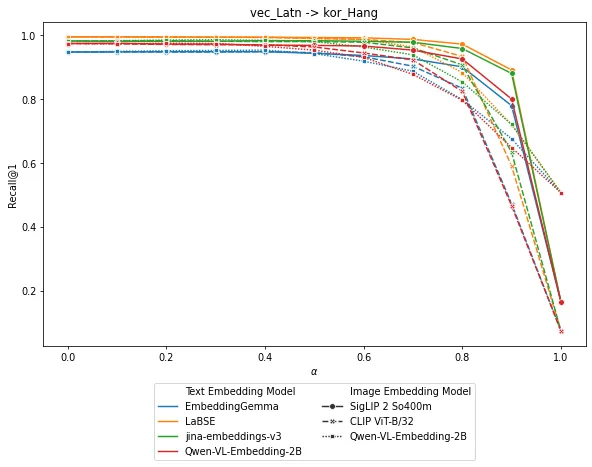 vec_Latn -> kor_Hang
Recall@1
1.0
0.8
0.6
0.4
0.2
0.0 0.2 0.4 0.6 0.8 1.0
α
Text Embedding Model Image Embedding Model
EmbeddingGemma SigLIP 2 So400m
LaBSE CLIP ViT-B/32
jina-embeddings-v3 Qwen-VL-Embedding-2B
Qwen-VL-Embedding-2B